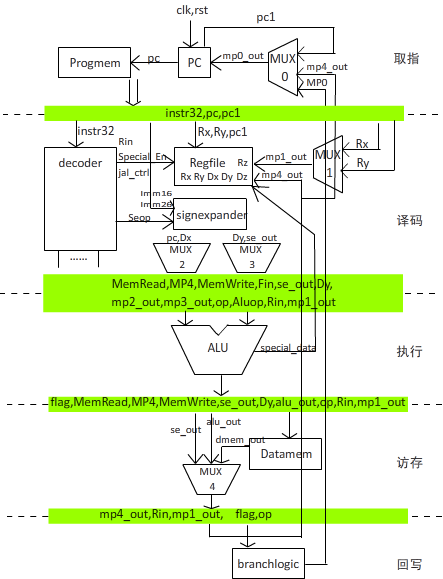 clk,rst
pc1
Progmem
pc
PC
mp0_out
MUX
0
mp4_out
MP0
取指
instr32,pc,pc1
instr32
Rx,Ry,pc1
decoder
Rin
Special_En
jal_ctrl
Regfile
Rz
Rx Ry Dx Dy
Dz
mp1_out
mp4_out
MUX
1
Rx
Ry
Imm16
Imm26
Seop
signexpander
译码
pc,Dx
MUX
2
Dy,se_out
MUX
3
......
MemRead,MP4,MemWrite,Fin,se_out,Dy,
mp2_out,mp3_out,op,Aluop,Rin,mp1_out
ALU
special_data
执行
flag,MemRead,MP4,MemWrite,se_out,Dy,alu_out,op,Rin,mp1_out
se_out
alu_out
dmem_out
Datamem
MUX
4
访存
mp4_out,Rin,mp1_out, flag,op
branchlogic
回写